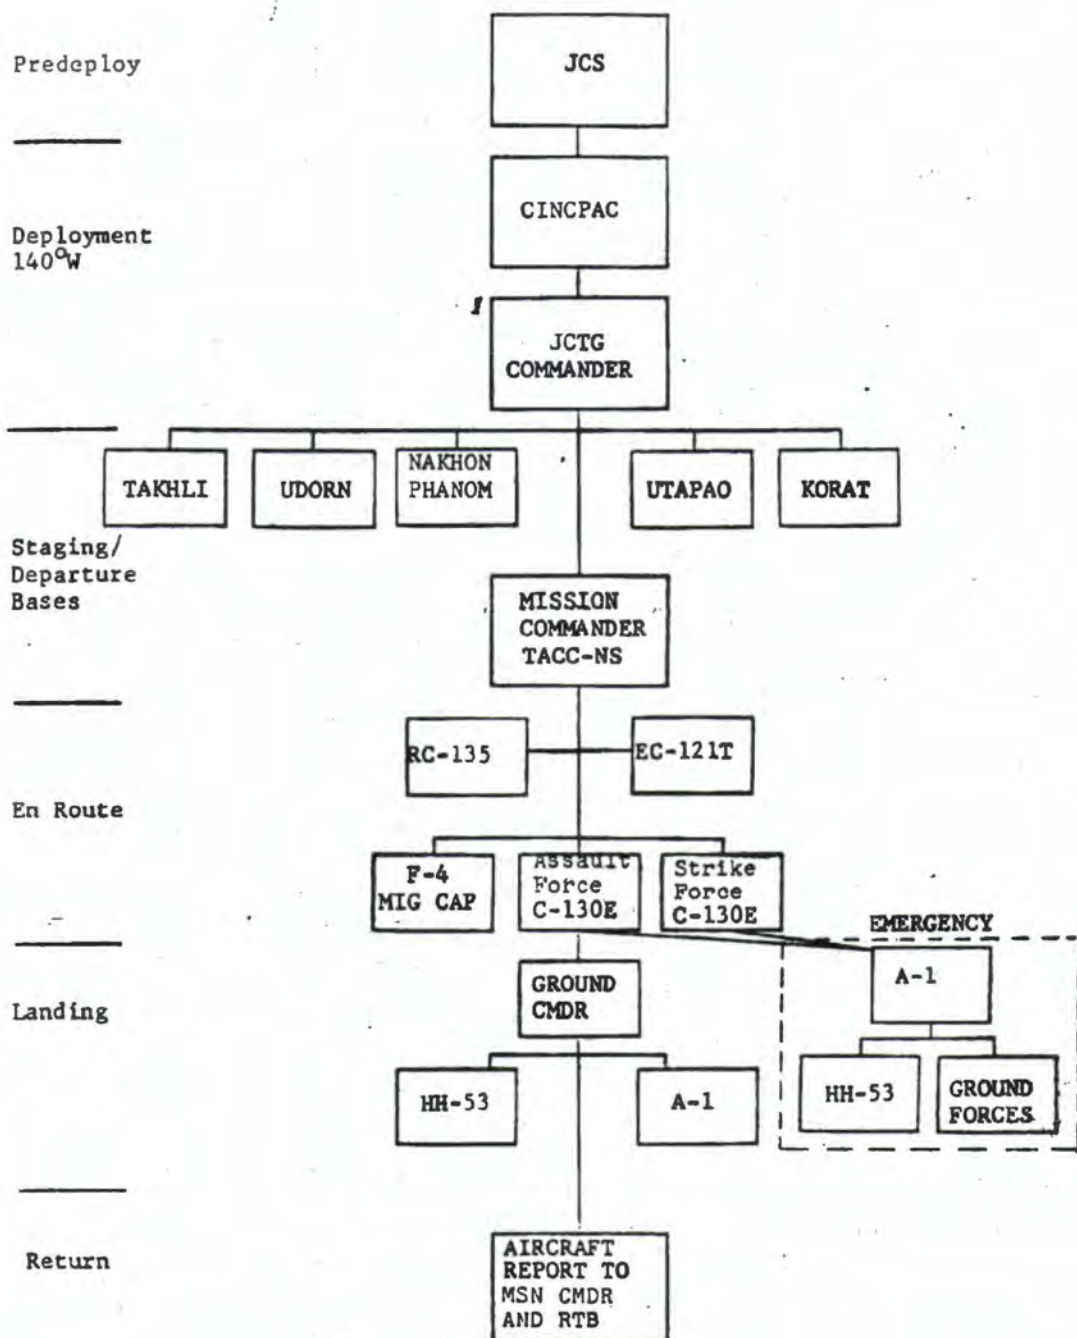 Predeploy
JCS
CINCPAC
Deployment
140°W
JCTG
COMMANDER
TAKHLI
UDORN
NAKHON
PHANOM
UTAPAO
KORAT
Staging/
Departure
Bases
MISSION
COMMANDER
TACC-NS
RC-135
EC-121T
En Route
F-4
MIG CAP
Assault
Force
C-130E
Strike
Force
C-130E
EMERGENCY
A-1
HH-53
GROUND
FORCES
Landing
GROUND
CMDR
HH-53
A-1
Return
AIRCRAFT
REPORT TO
MSN CMDR
AND RTB